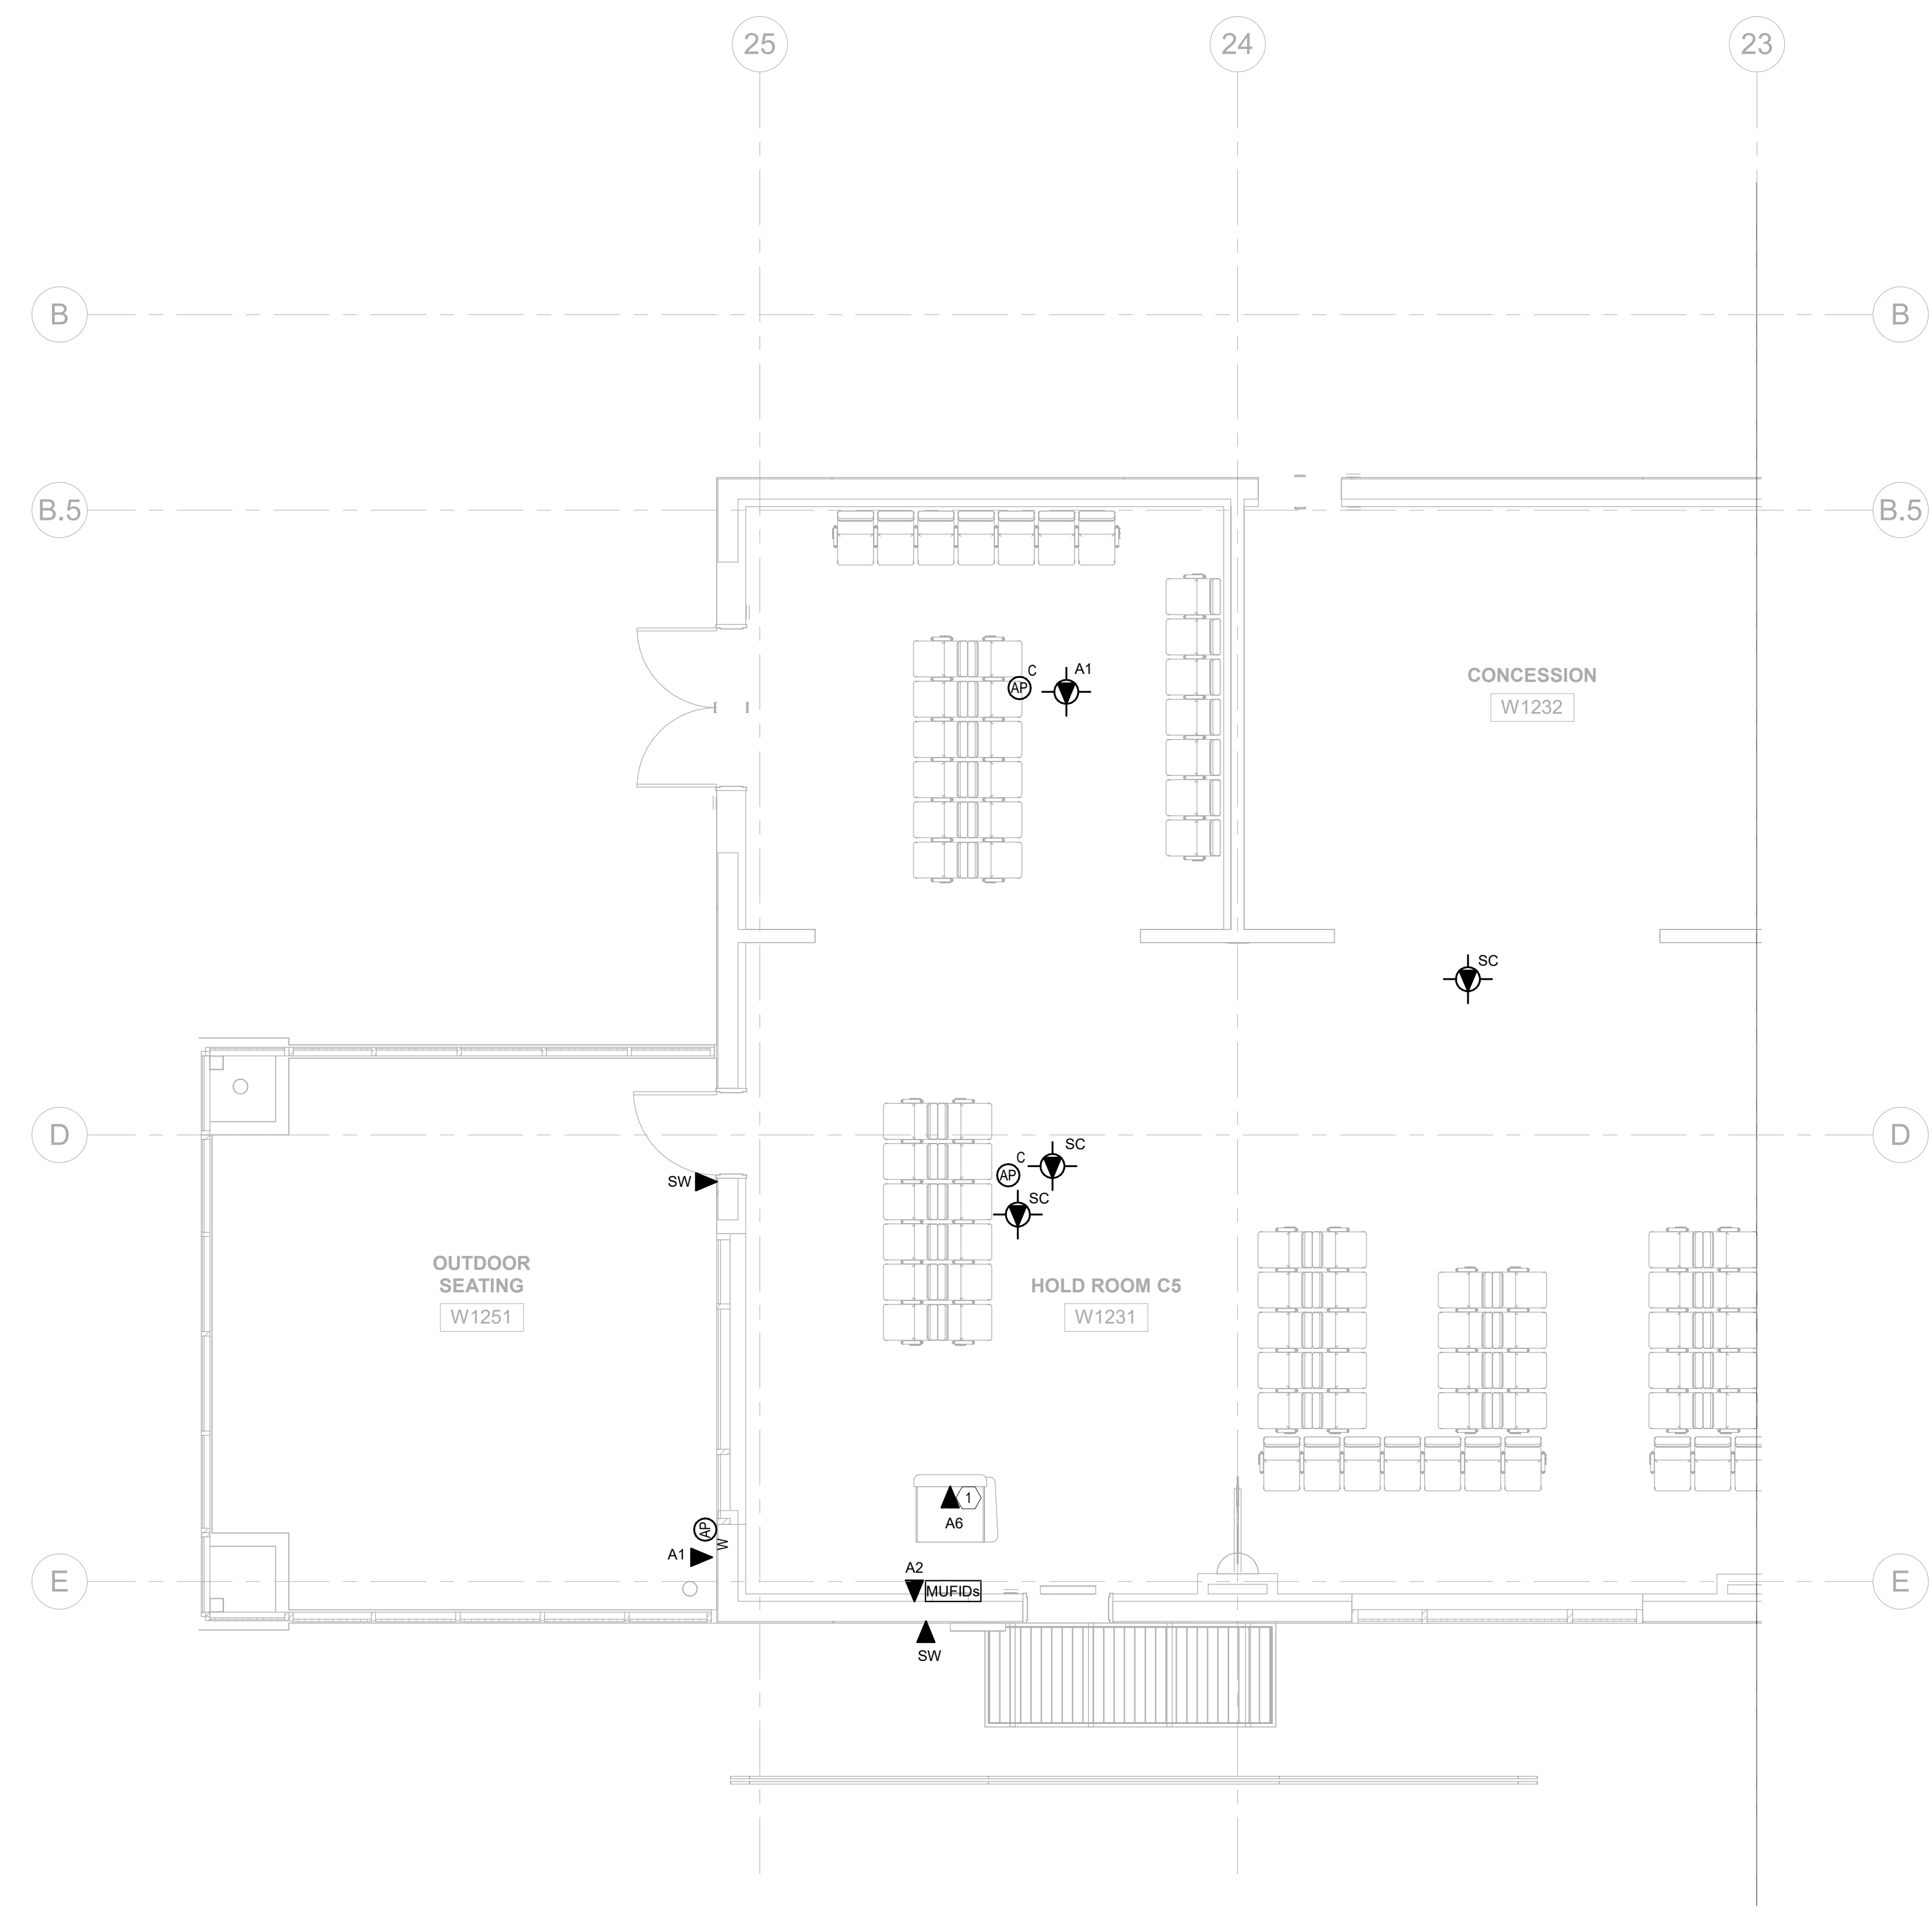 25
24
23
B
B
B.5
B.5
CONCESSION
W1232
C
AP
A1
SC
D
D
SC
C
AP
SC
SW
OUTDOOR
SEATING
W1251
HOLD ROOM C5
W1231
1
A6
AP
W
A1
A2
MUFIDs
E
E
SW